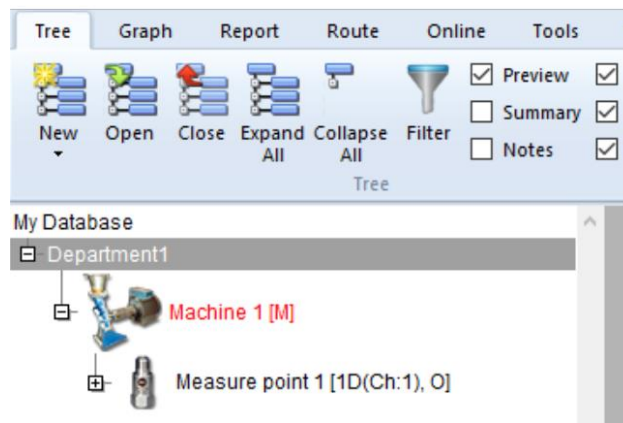 Tree Graph Report Route Online Tools
New Open Close Expand All Collapse All Filter
Preview
Summary
Notes
Tree
My Database
Department1
Machine 1 [M]
Measure point 1 [1D(Ch:1), O]